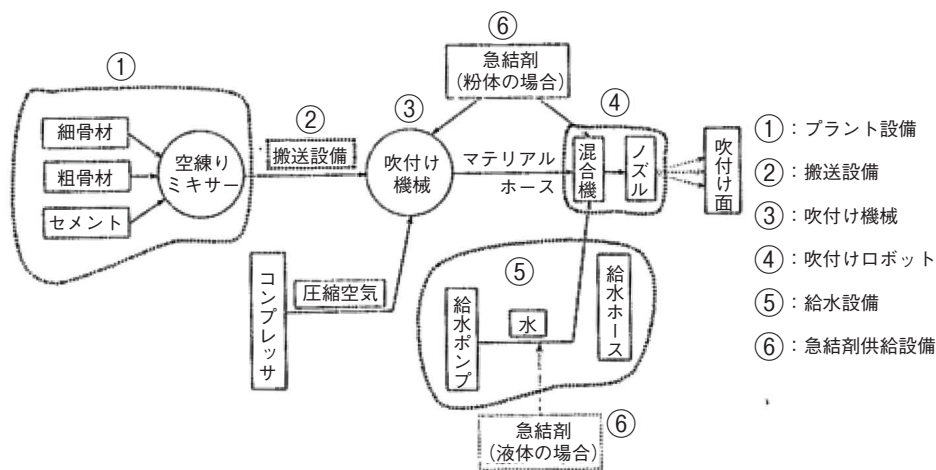 ⑥
急結剤
(粉体の場合)
①
細骨材
粗骨材
セメント
空練り
ミキサー
②
搬送設備
③
吹付け
機械
マテリアル
ホース
④
混合機
ノズル
吹付け面
コンプレッサ
圧縮空気
⑤
給水ポンプ
水
給水ホース
急結剤
(液体の場合)
⑥
①：プラント設備
②：搬送設備
③：吹付け機械
④：吹付けロボット
⑤：給水設備
⑥：急結剤供給設備